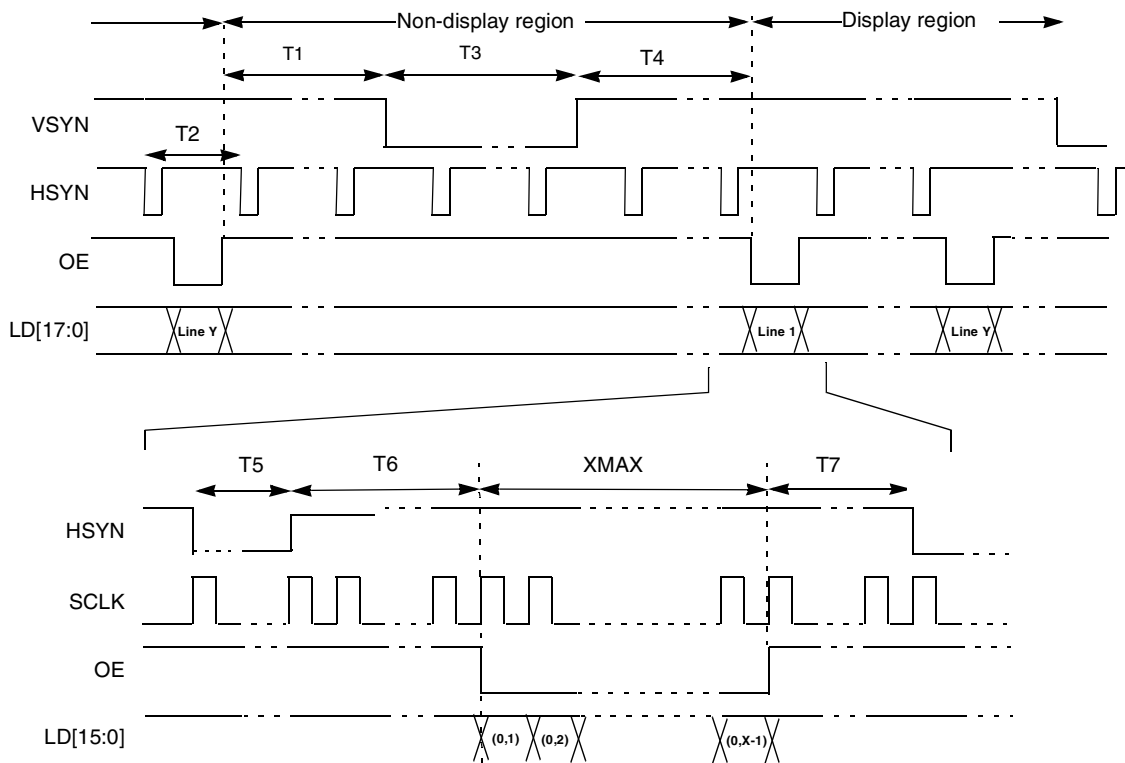 Non-display region
Display region
T1
T3
T4
VSYN
T2
HSYN
OE
LD[17:0]
Line Y
Line 1
Line Y
T5
T6
XMAX
T7
HSYN
SCLK
OE
LD[15:0]
(0,1)
(0,2)
(0,X-1)